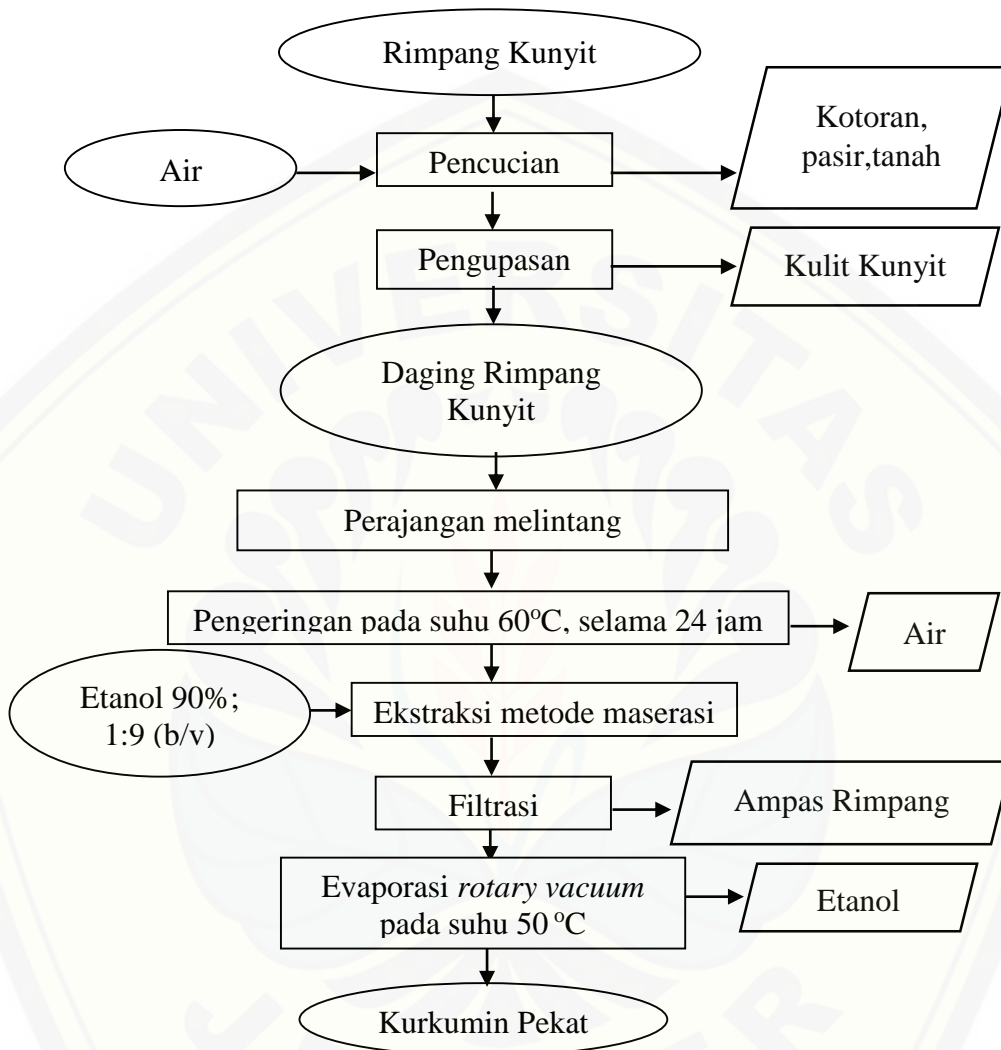 Rimpang Kunyit
Kotoran,
pasir,tanah
Air
Pencucian
Pengupasan
Kulit Kunyit
Daging Rimpang
Kunyit
Perajangan melintang
Pengeringan pada suhu 60°C, selama 24 jam
Air
Etanol 90%;
1:9 (b/v)
Ekstraksi metode maserasi
Filtrasi
Ampas Rimpang
Evaporasi rotary vacuum
pada suhu 50 °C
Etanol
Kurkumin Pekat
UNIVERSITAS